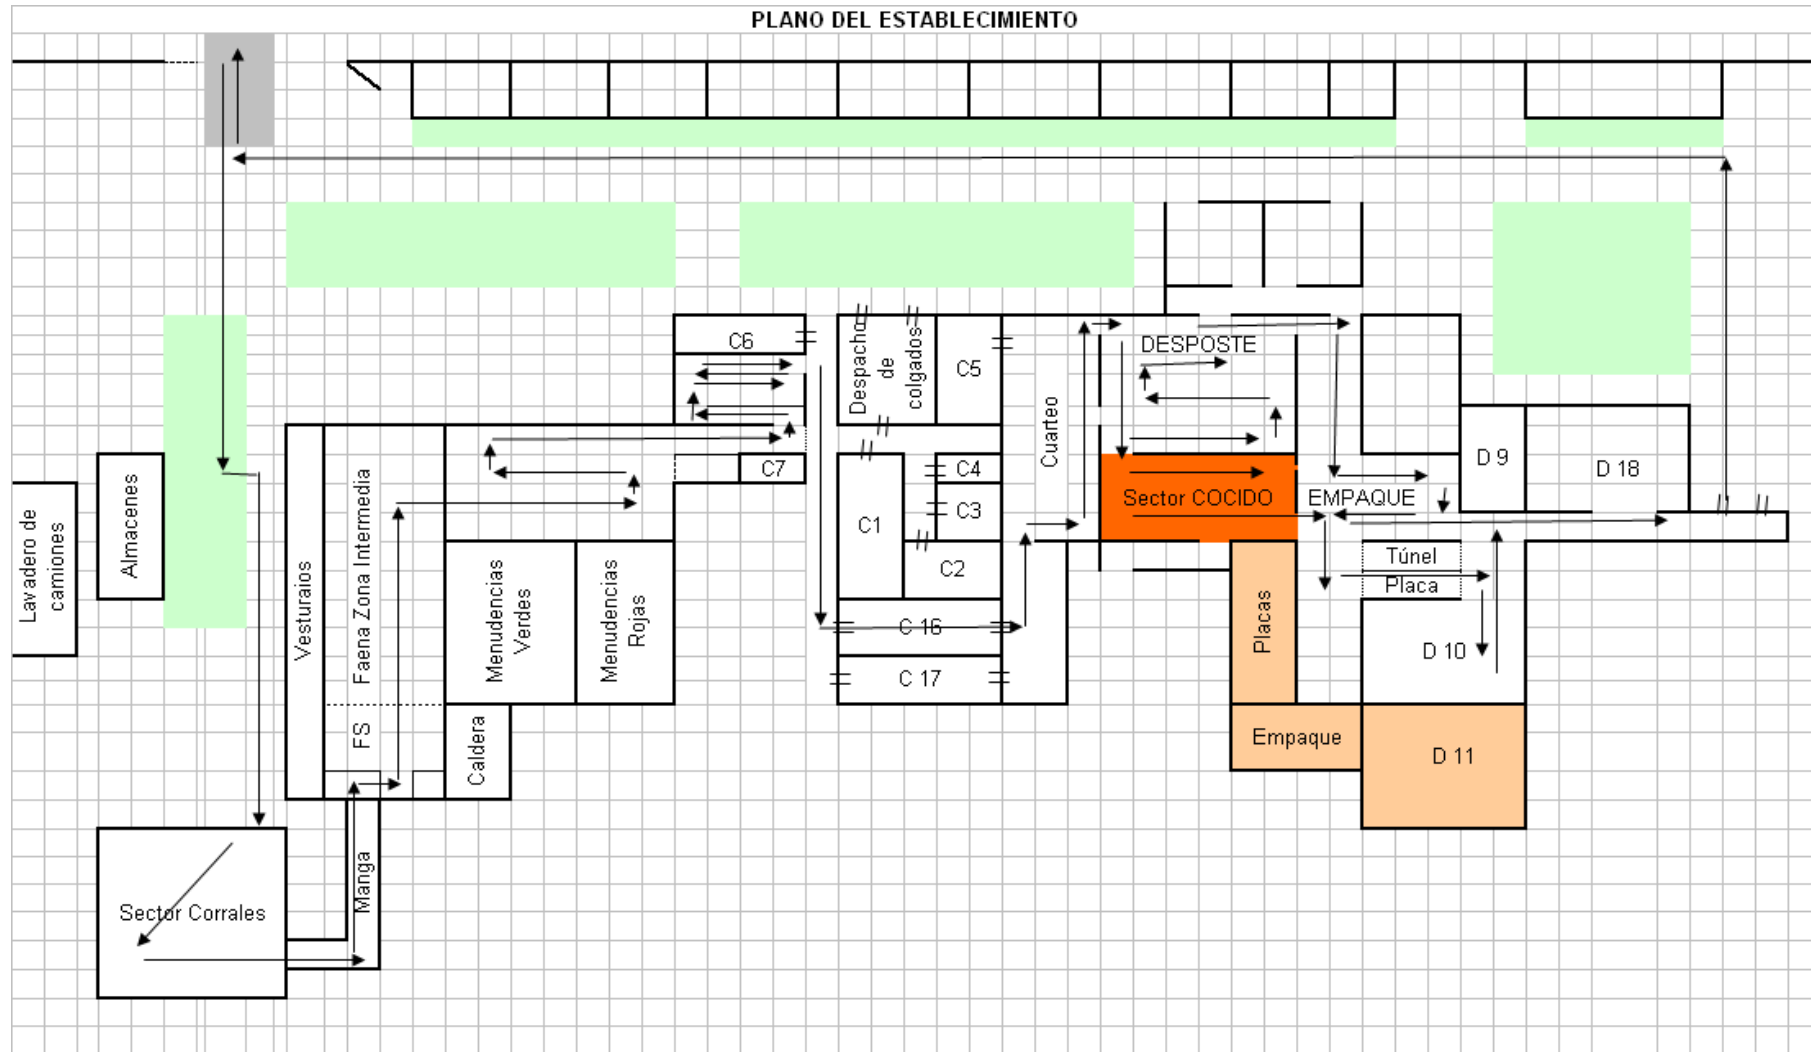 PLANO DEL ESTABLECIMIENTO
C6
Despacho
de
colgados
C5
DESPOSTE
Cuarteo
C7
C4
C3
C1
C2
C 16
C 17
Sector COCIDO
EMPAQUE
D 9
D 18
Túnel
Placa
D 10
Placas
Empaque
D 11
Lavadero de
camiones
Almacenes
Vesturaios
Faena Zona Intermedia
FS
Menudencias
Verdes
Menudencias
Rojas
Caldera
Manga
Sector Corrales